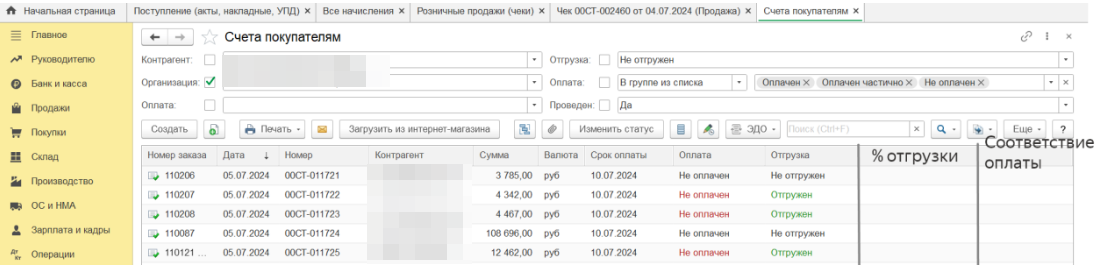 Начальная страница Поступление (акты, накладные, УПД) × Все начисления × Розничные продажи (чеки) × Чек 00СТ-002460 от 04.07.2024 (Продажа) × Счета покупателям ×
Главное
Руководителю
Банк и касса
Продажи
Покупки
Склад
Производство
ОС и НМА
Зарплата и кадры
Операции
Счета покупателям
Контрагент: Отгрузка: Не отгружен
Организация: Оплата: В группе из списка Оплачен × Оплачен частично × Не оплачен ×
Оплата: Проведен: Да
Создать Печать Загрузить из интернет-магазина Изменить статус ЭДО Поиск (Ctrl+F) × Еще ?
Номер заказа Дата ↓ Номер Контрагент Сумма Валюта Срок оплаты Оплата Отгрузка % отгрузки Соответствие оплаты
110206 05.07.2024 00СТ-011721 3 785,00 руб 10.07.2024 Не оплачен Не отгружен
110207 05.07.2024 00СТ-011722 4 342,00 руб 10.07.2024 Не оплачен Отгружен
110208 05.07.2024 00СТ-011723 4 467,00 руб 10.07.2024 Не оплачен Отгружен
110087 05.07.2024 00СТ-011724 108 696,00 руб 10.07.2024 Не оплачен Не отгружен
110121 ... 05.07.2024 00СТ-011725 12 462,00 руб 10.07.2024 Не оплачен Отгружен